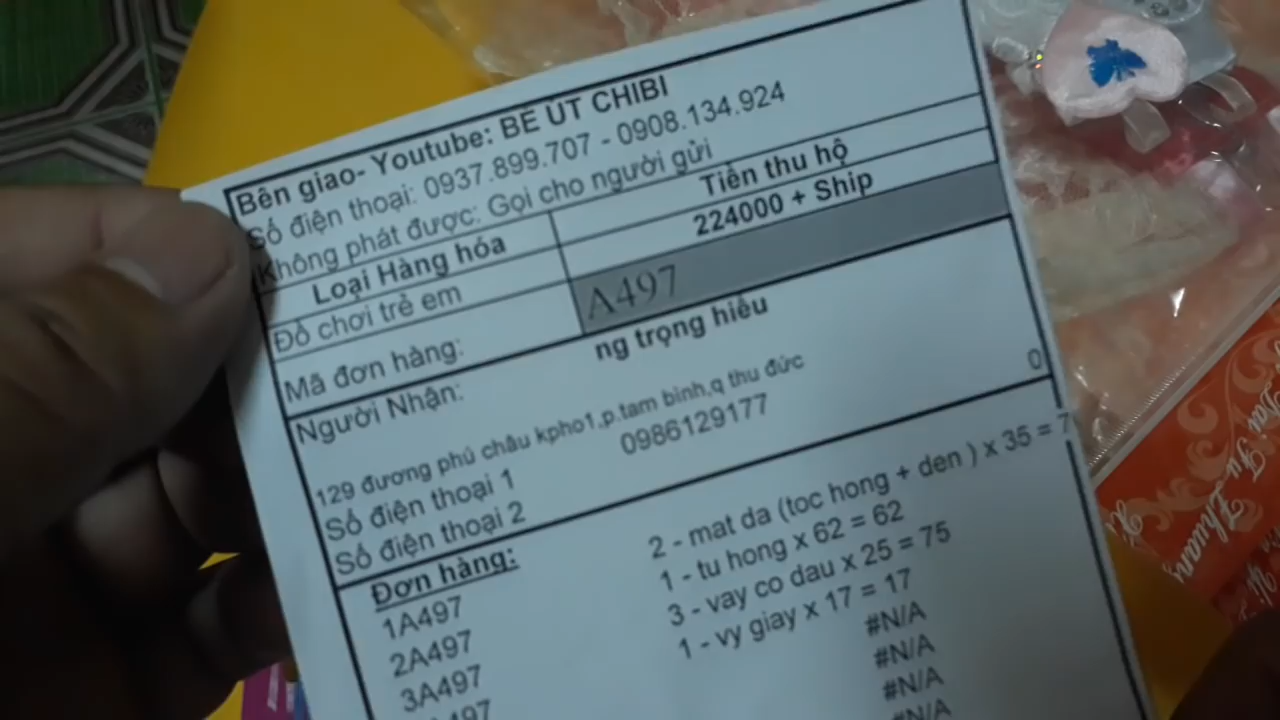 Bên giao- Youtube: BÉ ÚT CHIBI
Số điện thoại: 0937.899.707 - 0908.134.924
Không phát được: Gọi cho người gửi
Loại Hàng hóa Tiền thu hộ
Đồ chơi trẻ em 224000 + Ship
Mã đơn hàng: A497
Người Nhận: ng trọng hiếu
129 đương phú châu kpho1,p.tam bình,q thu đức 0
Số điện thoại 1 0986129177
Số điện thoại 2
Đơn hàng:
1A497 2 - mat da (toc hong + den ) x 35 = 7
2A497 1 - tu hong x 62 = 62
3A497 3 - vay co dau x 25 = 75
1 - vy giay x 17 = 17
#N/A
#N/A
#N/A
#N/A